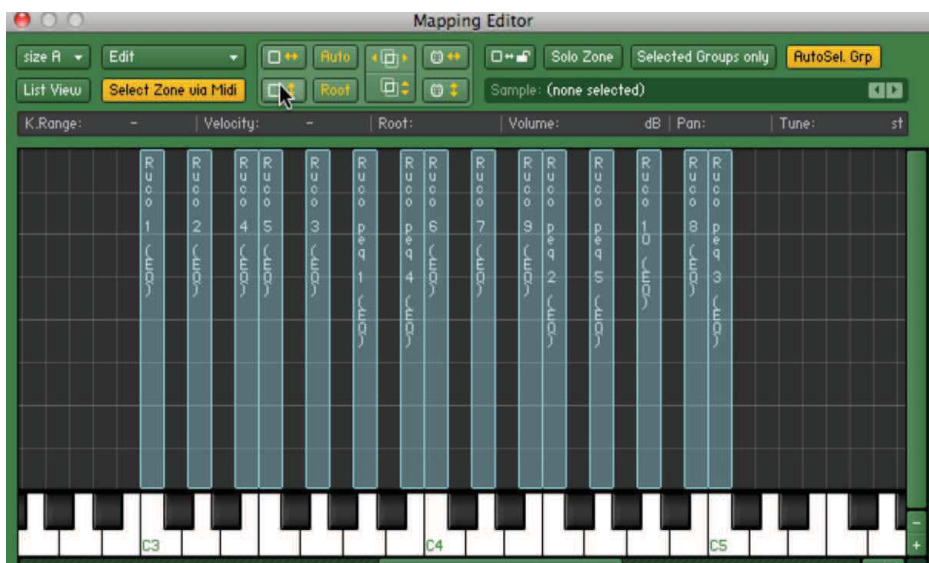 Mapping Editor
size A Edit Auto Solo Zone Selected Groups only AutoSel. Grp
List View Select Zone via Midi Root Sample: (none selected)
K.Range: - Velocity: - Root: Volume: dB Pan: Tune: st
Ruco 1 (EQ)
Ruco 2 (EQ)
Ruco 4 (EQ)
Ruco 5 (EQ)
Ruco 3 (EQ)
Ruco peq 1 (EQ)
Ruco peq 4 (EQ)
Ruco 6 (EQ)
Ruco 7 (EQ)
Ruco 9 (EQ)
Ruco peq 2 (EQ)
Ruco peq 5 (EQ)
Ruco 10 (EQ)
Ruco 8 (EQ)
Ruco peq 3 (EQ)
C3 C4 C5